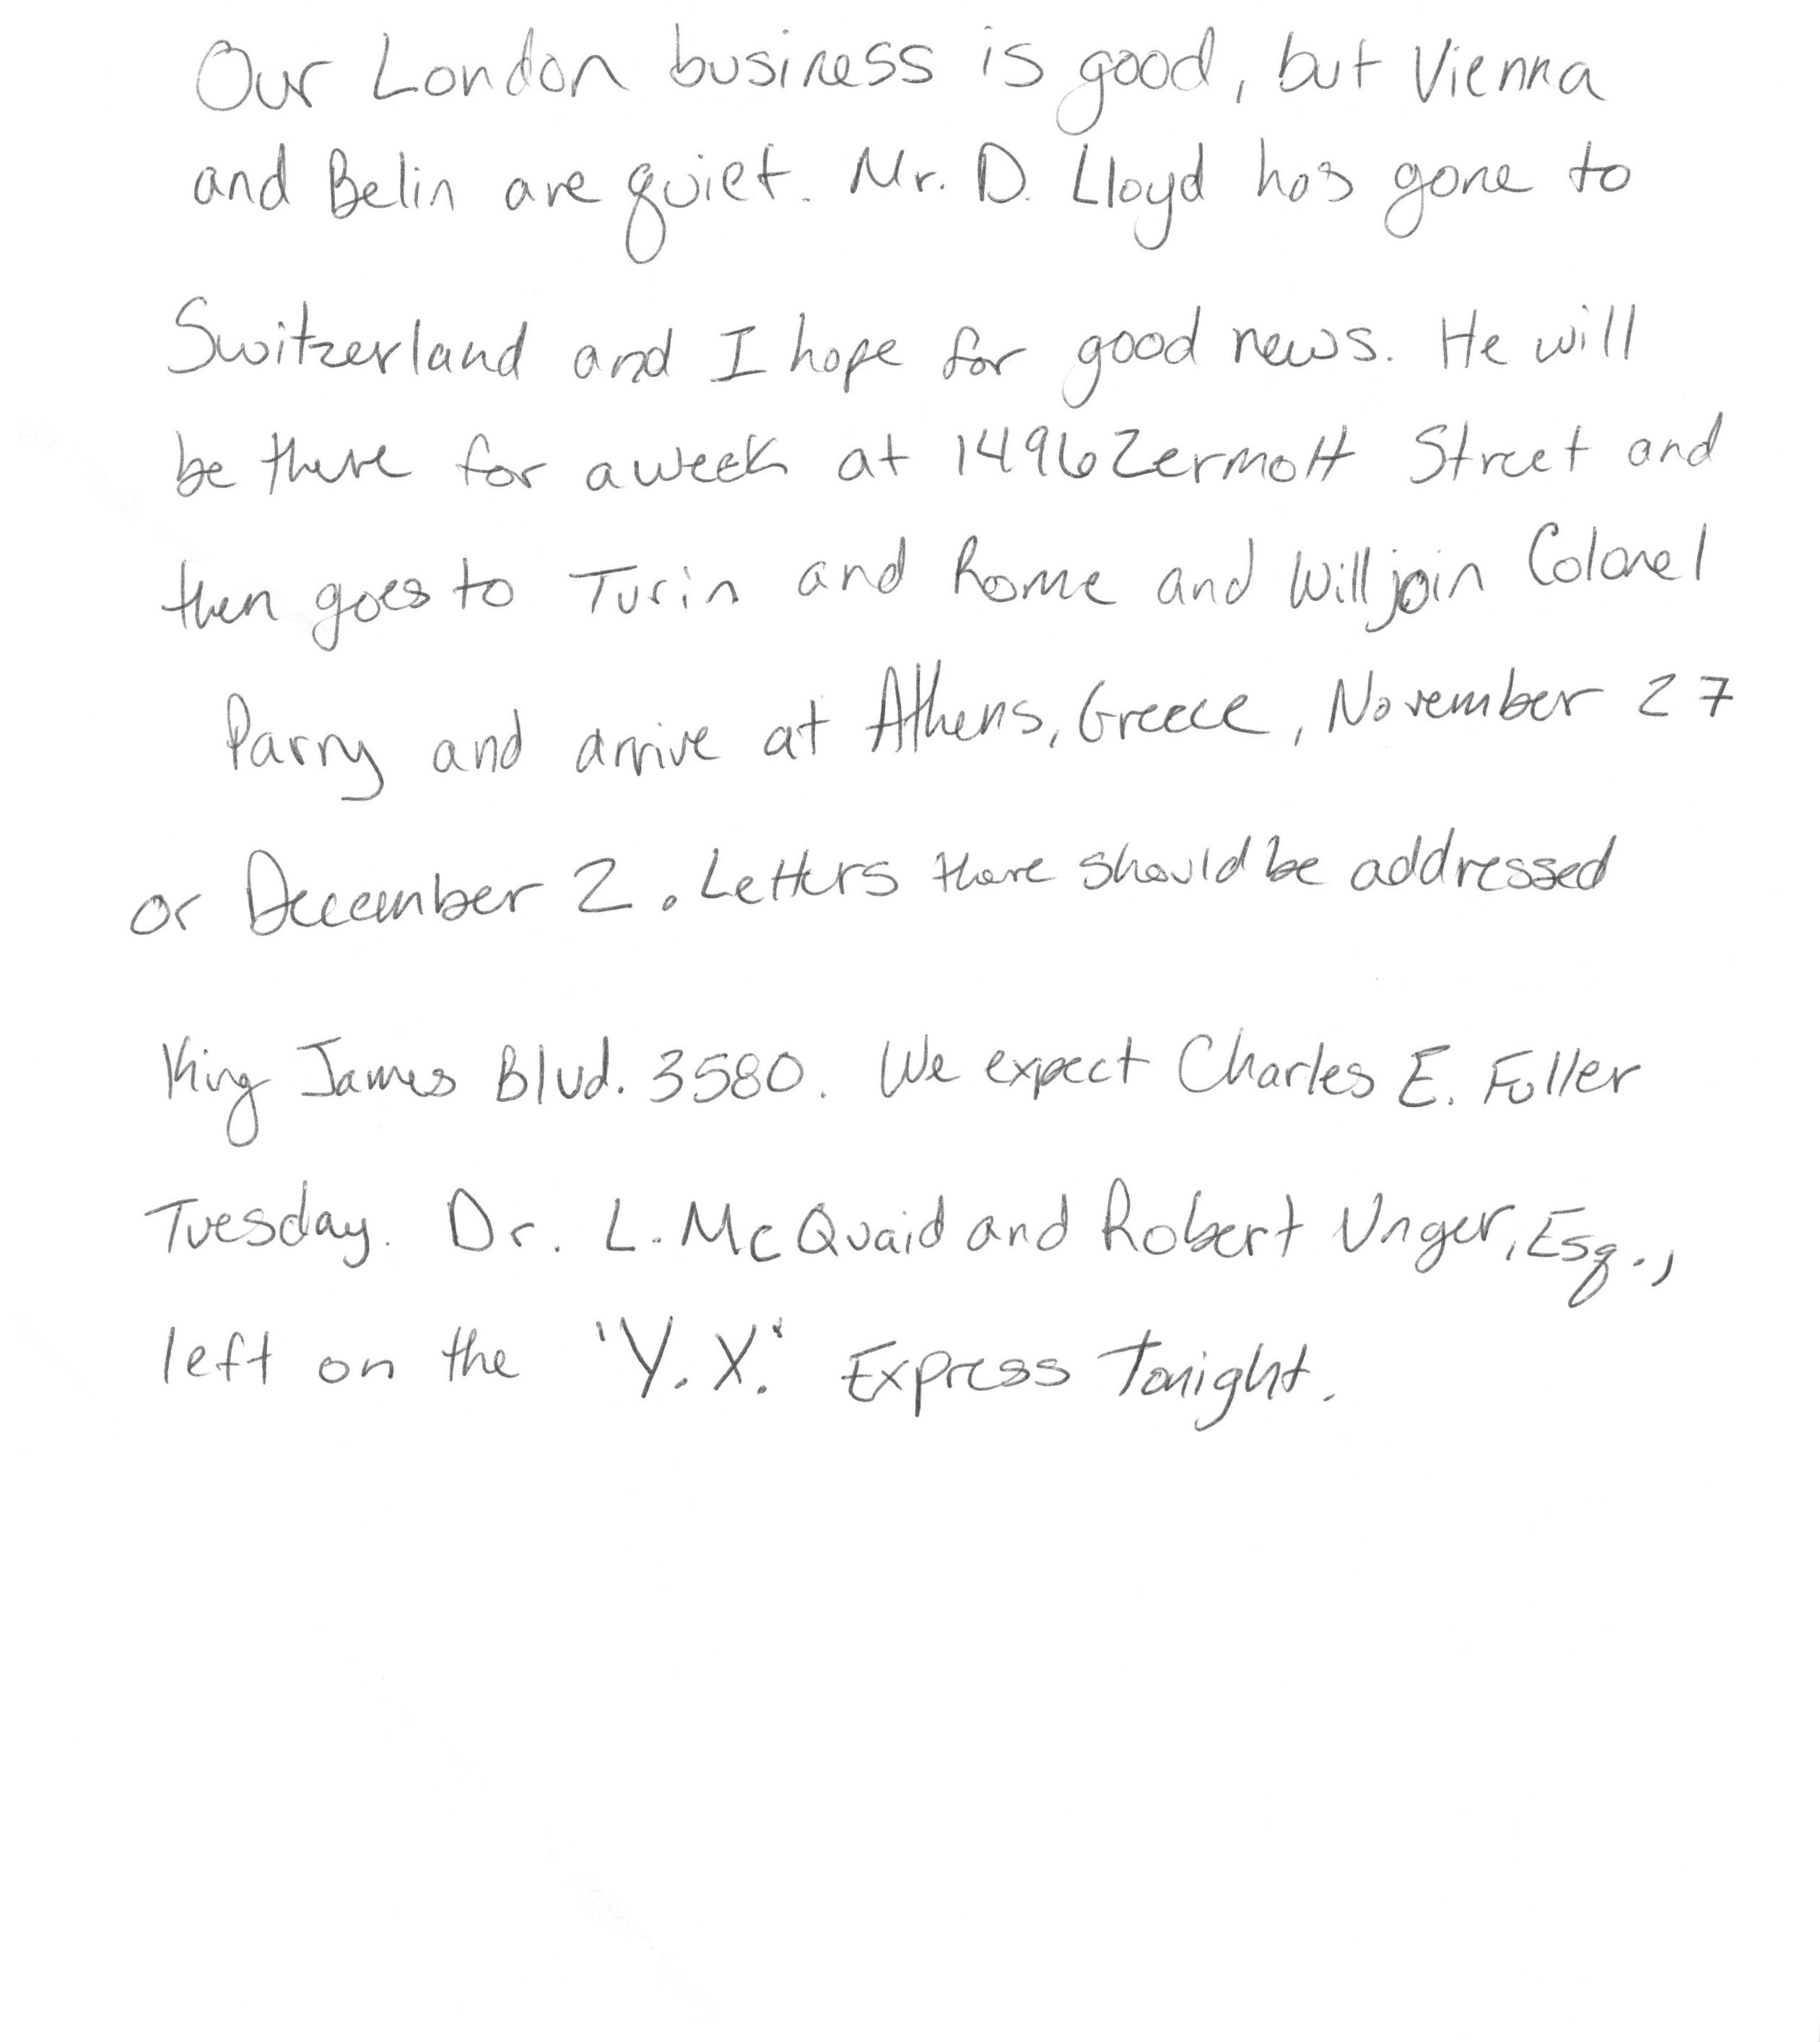 Our London business is good, but Vienna
and Belin are quiet. Mr. D. Lloyd has gone to
Switzerland and I hope for good news. He will
be there for a week at 1496 Zermott Street and
then goes to Turin and Rome and will join Colonel
Parry and arrive at Athens, Greece, November 27
or December 2. Letters there should be addressed
King James Blvd. 3580. We expect Charles E. Fuller
Tuesday. Dr. L. McQuaid and Robert Unger, Esq.,
left on the "Y.X." Express Tonight.